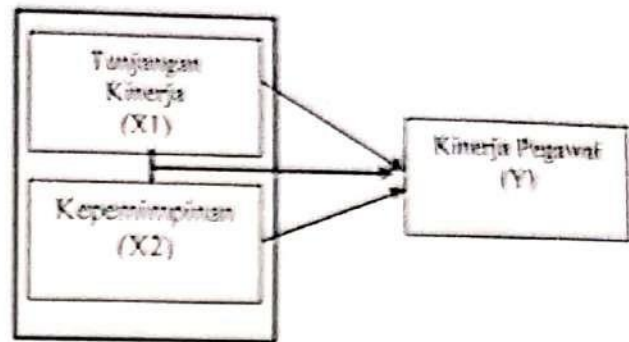 Tunjangan
Kinerja
(X1)
Kepemimpinan
(X2)
Kinerja Pegawai
(Y)